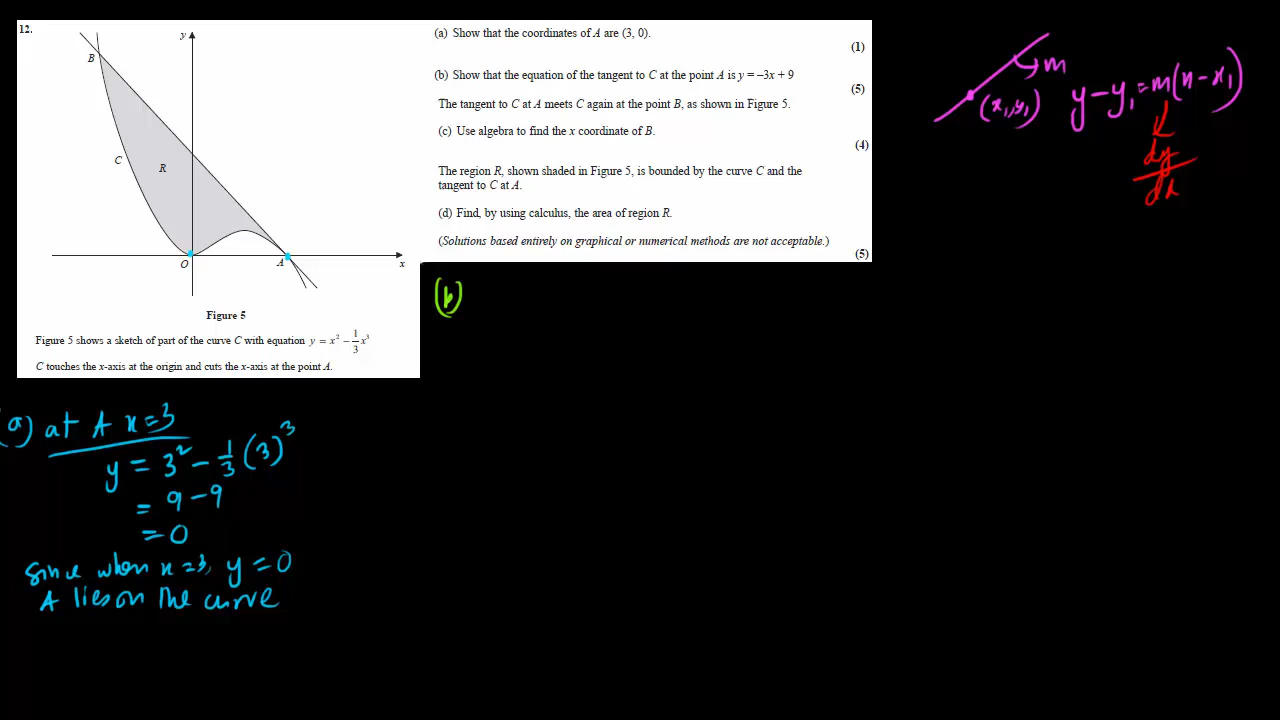 12.
y
B
C
R
O
A
x
Figure 5
Figure 5 shows a sketch of part of the curve C with equation y = x² − 1/3 x³
C touches the x-axis at the origin and cuts the x-axis at the point A.
(a) Show that the coordinates of A are (3, 0).
(1)
(b) Show that the equation of the tangent to C at the point A is y = –3x + 9
(5)
The tangent to C at A meets C again at the point B, as shown in Figure 5.
(c) Use algebra to find the x coordinate of B.
(4)
The region R, shown shaded in Figure 5, is bounded by the curve C and the
tangent to C at A.
(d) Find, by using calculus, the area of region R.
(Solutions based entirely on graphical or numerical methods are not acceptable.)
(5)
m
(x₁,y₁)
y − y₁ = m(x − x₁)
dy/dx
(a) at A x = 3
y = 3² − 1/3 (3)³
= 9 − 9
= 0
Since when x = 3, y = 0
A lies on the curve
(b)